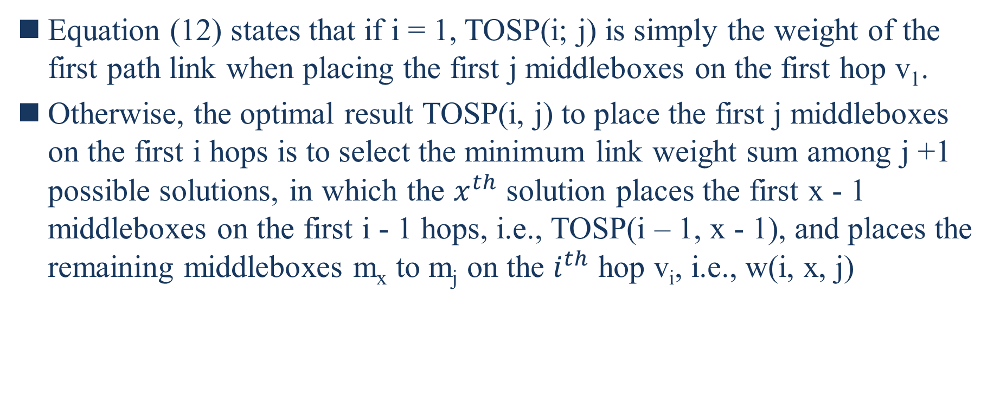 ■ Equation (12) states that if i = 1, TOSP(i; j) is simply the weight of the
first path link when placing the first j middleboxes on the first hop v₁.
■ Otherwise, the optimal result TOSP(i, j) to place the first j middleboxes
on the first i hops is to select the minimum link weight sum among j +1
possible solutions, in which the 𝑥^{𝑡ℎ} solution places the first x - 1
middleboxes on the first i - 1 hops, i.e., TOSP(i – 1, x - 1), and places the
remaining middleboxes mₓ to mⱼ on the 𝑖^{𝑡ℎ} hop vᵢ, i.e., w(i, x, j)